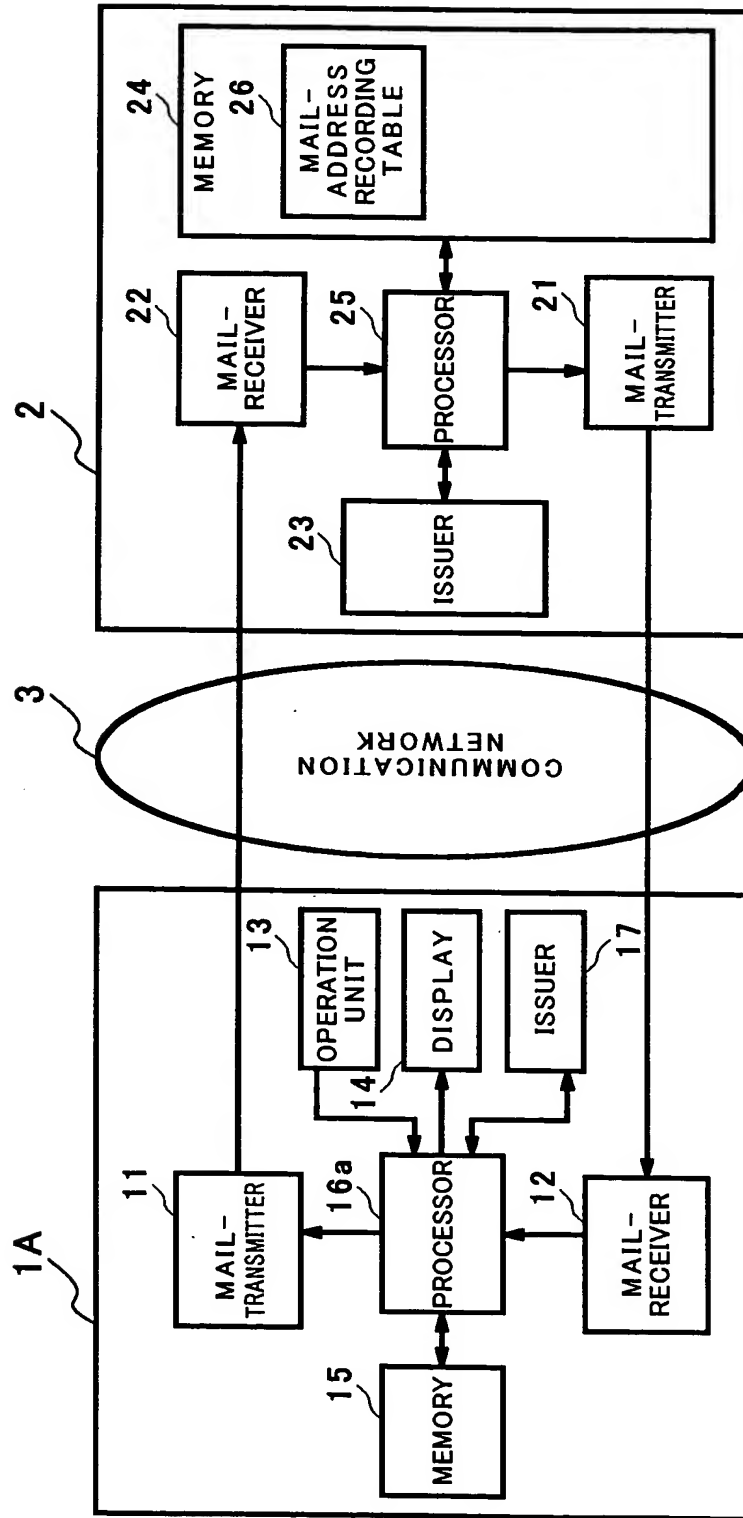 1A
11
MAIL-
TRANSMITTER
13
OPERATION
UNIT
15
MEMORY
16a
PROCESSOR
14
DISPLAY
12
MAIL-
RECEIVER
17
ISSUER
3
COMMUNICATION
NETWORK
2
22
MAIL-
RECEIVER
24
MEMORY
26
MAIL-
ADDRESS
RECORDING
TABLE
23
ISSUER
25
PROCESSOR
21
MAIL-
TRANSMITTER